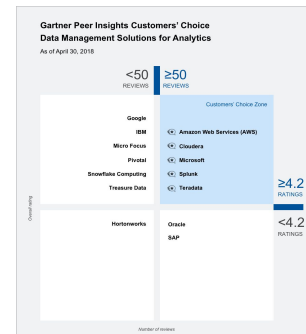 Gartner Peer Insights Customers' Choice
Data Management Solutions for Analytics
As of April 30, 2018
<50
REVIEWS
≥50
REVIEWS
Customers' Choice Zone
Google
IBM
Micro Focus
Pivotal
Snowflake Computing
Treasure Data
Amazon Web Services (AWS)
Cloudera
Microsoft
Splunk
Teradata
≥4.2
RATINGS
<4.2
RATINGS
Hortonworks
Oracle
SAP
Overall rating
Number of reviews